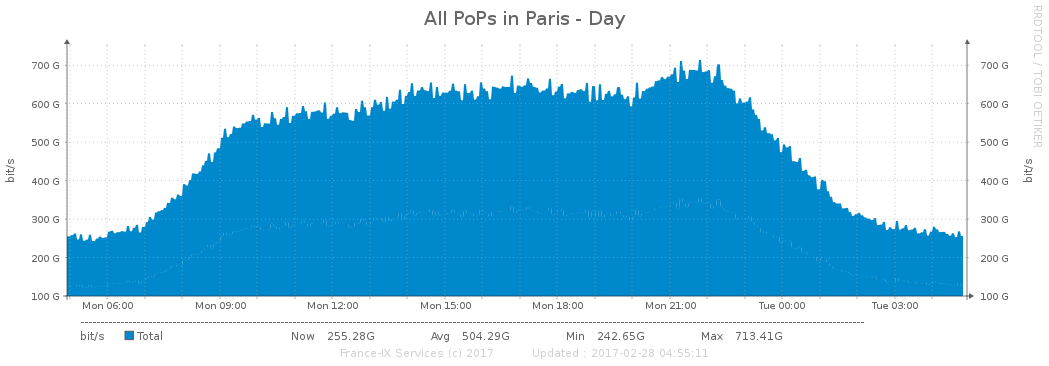 All PoPs in Paris - Day
RRDTOOL / TOBI OETIKER
bit/s
bit/s
700 G 700 G
600 G 600 G
500 G 500 G
400 G 400 G
300 G 300 G
200 G 200 G
100 G 100 G
Mon 06:00 Mon 09:00 Mon 12:00 Mon 15:00 Mon 18:00 Mon 21:00 Tue 00:00 Tue 03:00
bit/s Total Now 255.28G Avg 504.29G Min 242.65G Max 713.41G
France-IX Services (c) 2017 Updated : 2017-02-28 04:55:11